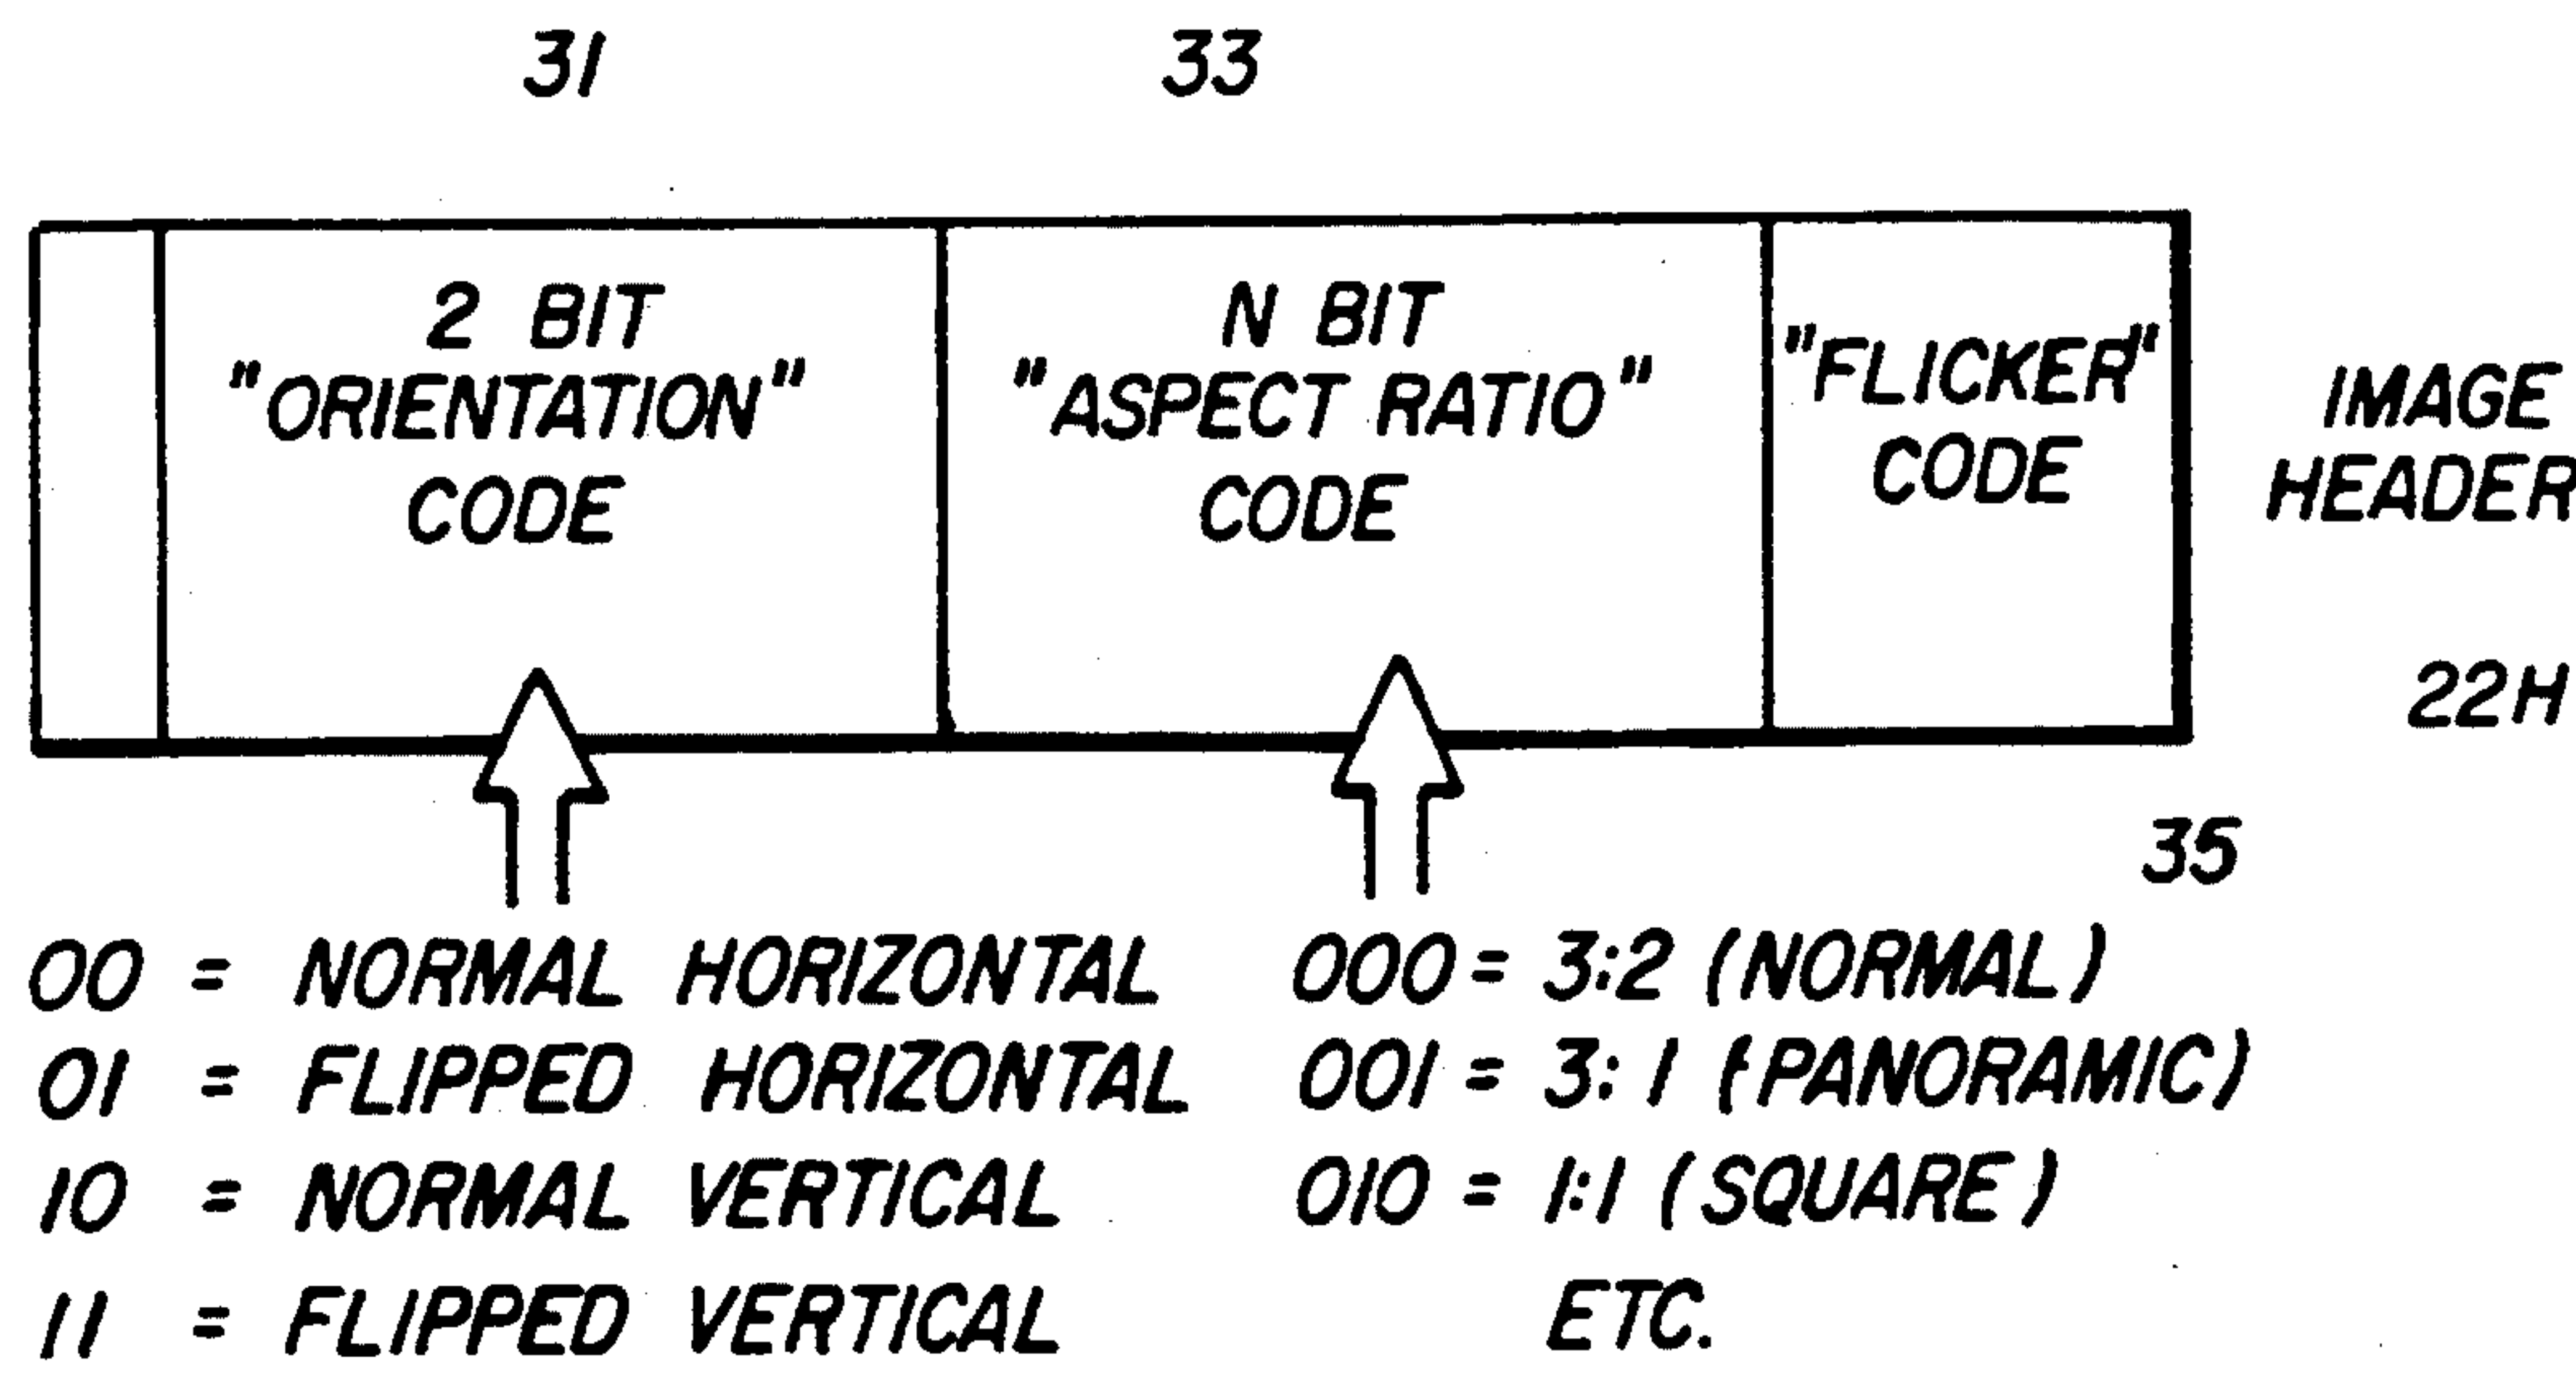 31
33
2 BIT
"ORIENTATION"
CODE
N BIT
"ASPECT RATIO"
CODE
"FLICKER"
CODE
IMAGE
HEADER
22H
35
00 = NORMAL HORIZONTAL
01 = FLIPPED HORIZONTAL
10 = NORMAL VERTICAL
11 = FLIPPED VERTICAL
000 = 3:2 (NORMAL)
001 = 3:1 (PANORAMIC)
010 = 1:1 (SQUARE)
ETC.